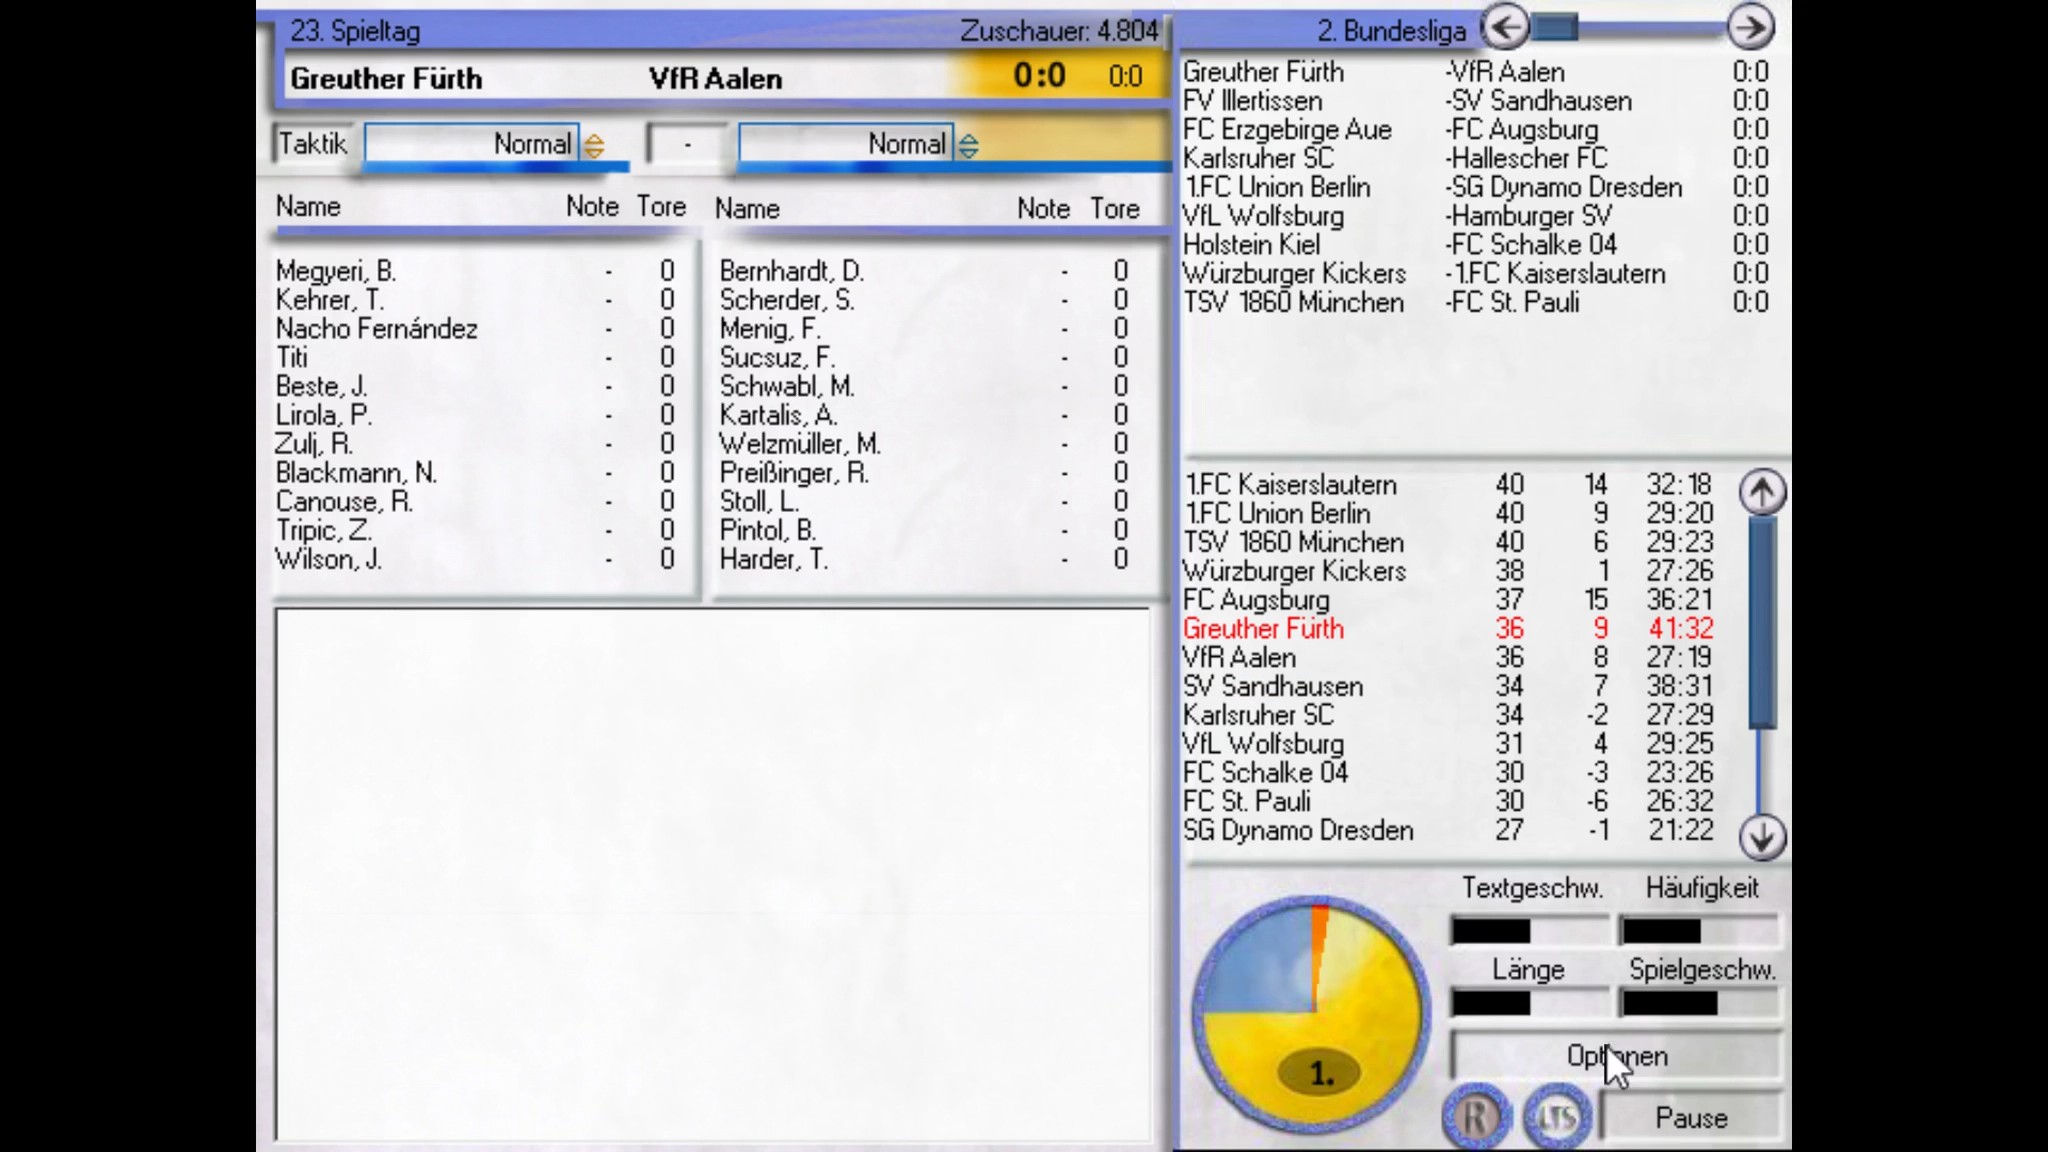 23. Spieltag Zuschauer: 4.804
Greuther Fürth VfR Aalen 0:0 0:0
Taktik Normal - Normal
Name Note Tore Name Note Tore
Megyeri, B. - 0 Bernhardt, D. - 0
Kehrer, T. - 0 Scherder, S. - 0
Nacho Fernández - 0 Menig, F. - 0
Titi - 0 Sucsuz, F. - 0
Beste, J. - 0 Schwabl, M. - 0
Lirola, P. - 0 Kartalis, A. - 0
Zulj, R. - 0 Welzmüller, M. - 0
Blackmann, N. - 0 Preißinger, R. - 0
Canouse, R. - 0 Stoll, L. - 0
Tripic, Z. - 0 Pintol, B. - 0
Wilson, J. - 0 Harder, T. - 0
2. Bundesliga
Greuther Fürth -VfR Aalen 0:0
FV Illertissen -SV Sandhausen 0:0
FC Erzgebirge Aue -FC Augsburg 0:0
Karlsruher SC -Hallescher FC 0:0
1.FC Union Berlin -SG Dynamo Dresden 0:0
VfL Wolfsburg -Hamburger SV 0:0
Holstein Kiel -FC Schalke 04 0:0
Würzburger Kickers -1.FC Kaiserslautern 0:0
TSV 1860 München -FC St. Pauli 0:0
1.FC Kaiserslautern 40 14 32:18
1.FC Union Berlin 40 9 29:20
TSV 1860 München 40 6 29:23
Würzburger Kickers 38 1 27:26
FC Augsburg 37 15 36:21
Greuther Fürth 36 9 41:32
VfR Aalen 36 8 27:19
SV Sandhausen 34 7 38:31
Karlsruher SC 34 -2 27:29
VfL Wolfsburg 31 4 29:25
FC Schalke 04 30 -3 23:26
FC St. Pauli 30 -6 26:32
SG Dynamo Dresden 27 -1 21:22
Textgeschw. Häufigkeit
Länge Spielgeschw.
Optionen
1.
R LTS Pause